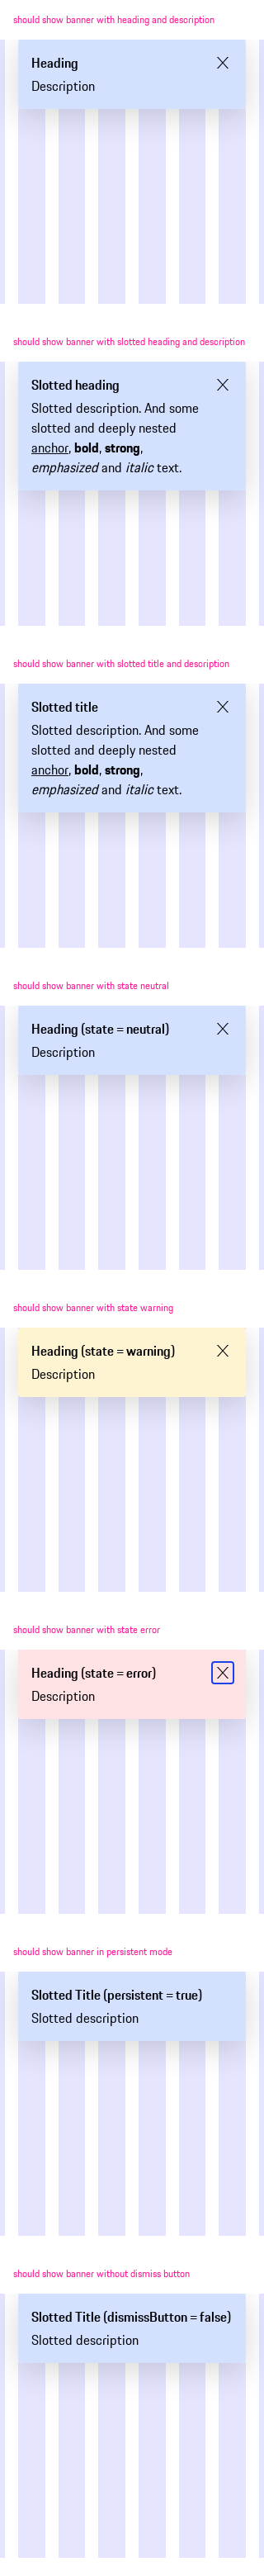 should show banner with heading and description
Heading
Description
should show banner with slotted heading and description
Slotted heading
Slotted description. And some
slotted and deeply nested
anchor, bold, strong,
emphasized and italic text.
should show banner with slotted title and description
Slotted title
Slotted description. And some
slotted and deeply nested
anchor, bold, strong,
emphasized and italic text.
should show banner with state neutral
Heading (state = neutral)
Description
should show banner with state warning
Heading (state = warning)
Description
should show banner with state error
Heading (state = error)
Description
should show banner in persistent mode
Slotted Title (persistent = true)
Slotted description
should show banner without dismiss button
Slotted Title (dismissButton = false)
Slotted description